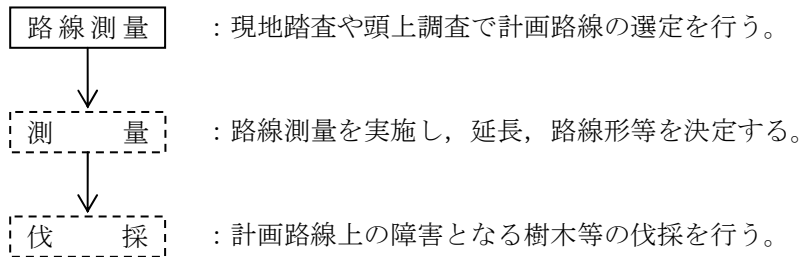 路線測量 ：現地踏査や頭上調査で計画路線の選定を行う。
測 量 ：路線測量を実施し，延長，路線形等を決定する。
伐 採 ：計画路線上の障害となる樹木等の伐採を行う。